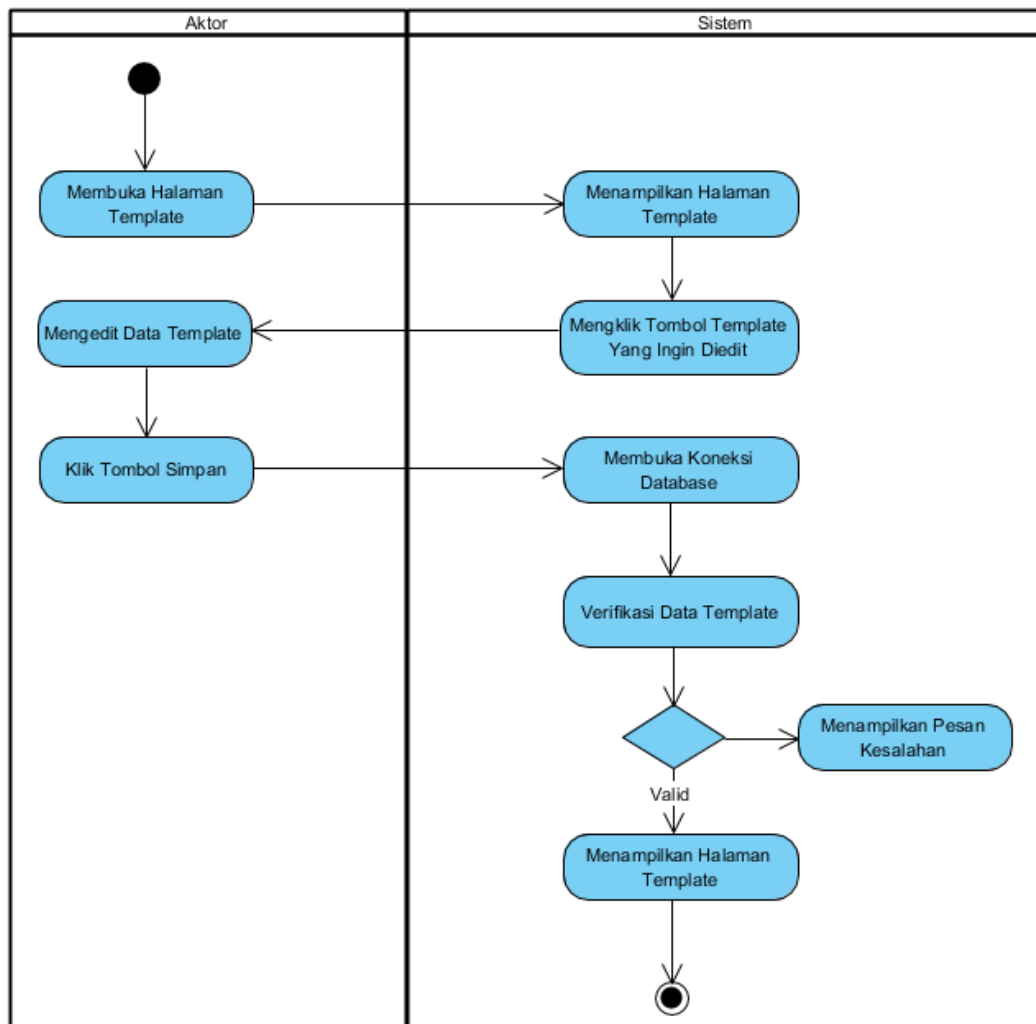 Aktor
Sistem
Membuka Halaman
Template
Menampilkan Halaman
Template
Mengedit Data Template
Mengklik Tombol Template
Yang Ingin Diedit
Klik Tombol Simpan
Membuka Koneksi
Database
Verifikasi Data Template
Menampilkan Pesan
Kesalahan
Valid
Menampilkan Halaman
Template